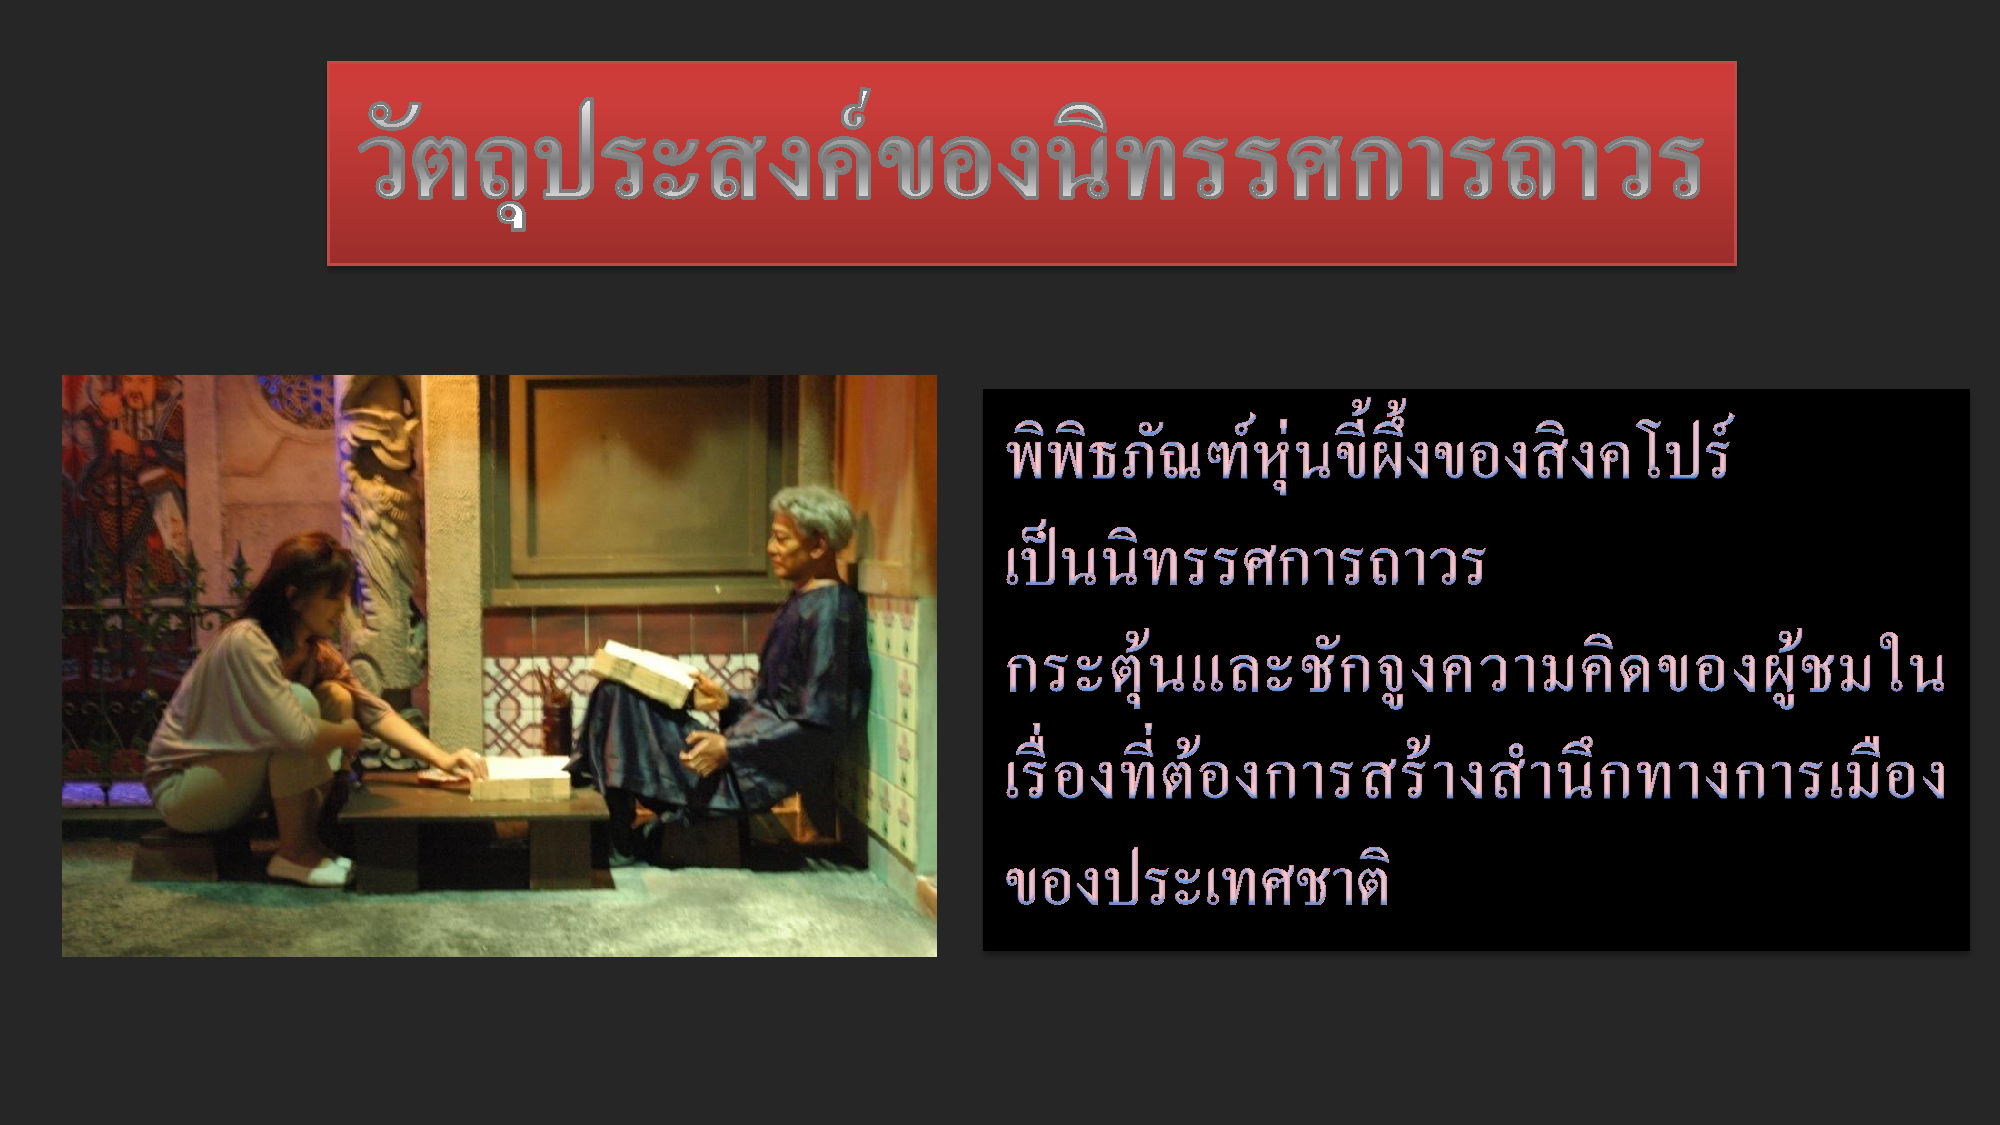 วัตถุประสงค์ของนิทรรศการถาวร
พิพิธภัณฑ์หุ่นขี้ผึ้งของสิงคโปร์
เป็นนิทรรศการถาวร
กระตุ้นและชักจูงความคิดของผู้ชมใน
เรื่องที่ต้องการสร้างสำนึกทางการเมือง
ของประเทศชาติ